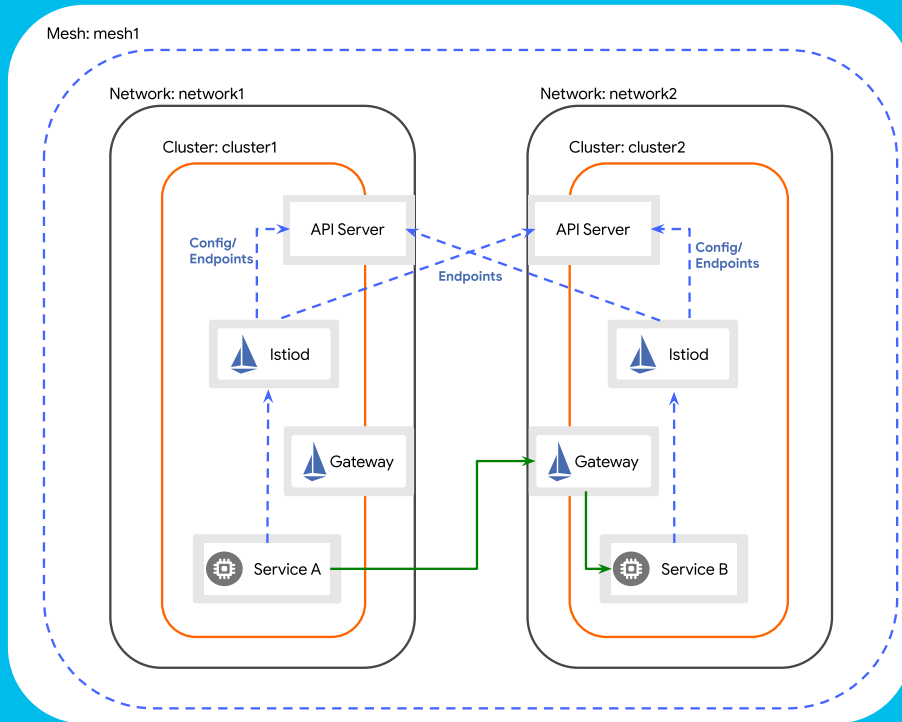 Mesh: mesh1
Network: network1
Network: network2
Cluster: cluster1
Cluster: cluster2
API Server
API Server
Config/
Endpoints
Config/
Endpoints
Endpoints
Istiod
Istiod
Gateway
Gateway
Service A
Service B